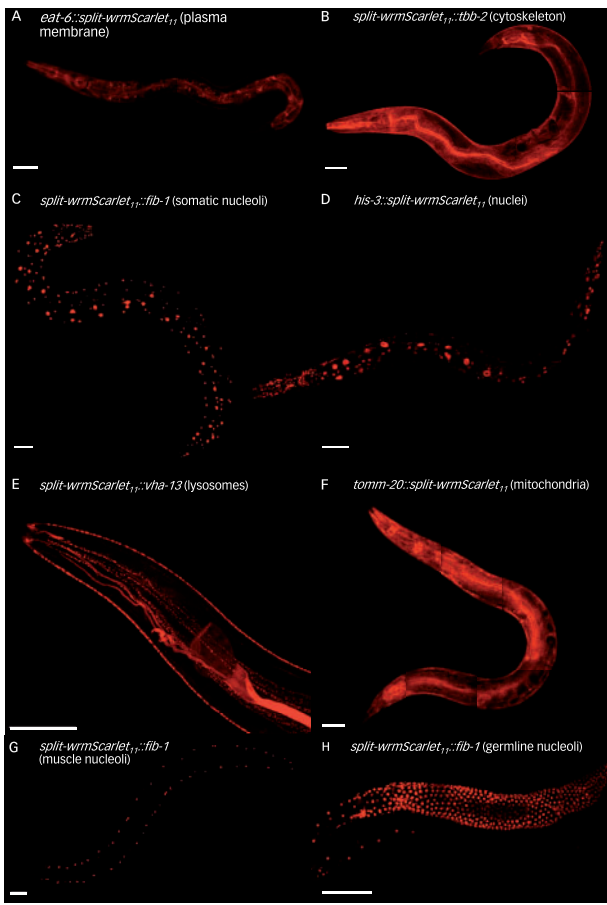 A eat-6::split-wrmScarlet₁₁ (plasma
membrane)
B split-wrmScarlet₁₁::tbb-2 (cytoskeleton)
C split-wrmScarlet₁₁::fib-1 (somatic nucleoli)
D his-3::split-wrmScarlet₁₁ (nuclei)
E split-wrmScarlet₁₁::vha-13 (lysosomes)
F tomm-20::split-wrmScarlet₁₁ (mitochondria)
G split-wrmScarlet₁₁::fib-1
(muscle nucleoli)
H split-wrmScarlet₁₁::fib-1 (germline nucleoli)